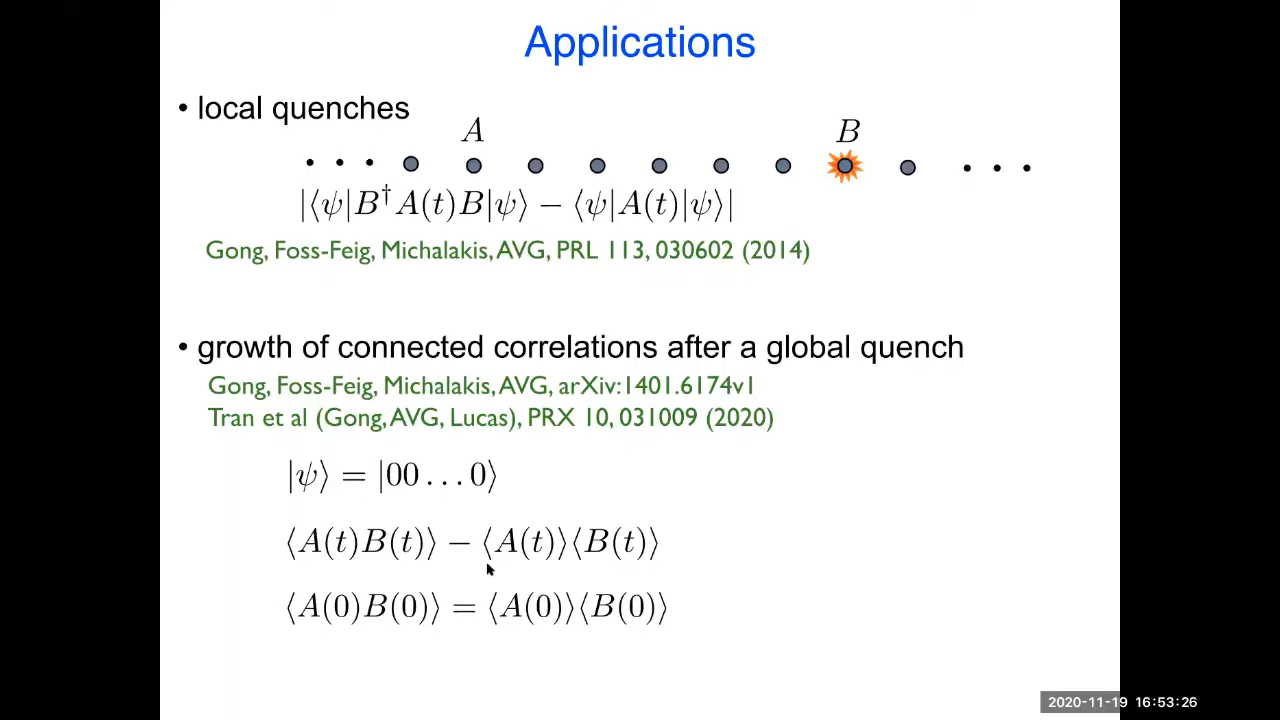 Applications
• local quenches
A B
· · · · · ·
|⟨ψ|B†A(t)B|ψ⟩ − ⟨ψ|A(t)|ψ⟩|
Gong, Foss-Feig, Michalakis, AVG, PRL 113, 030602 (2014)
• growth of connected correlations after a global quench
Gong, Foss-Feig, Michalakis, AVG, arXiv:1401.6174v1
Tran et al (Gong, AVG, Lucas), PRX 10, 031009 (2020)
|ψ⟩ = |00 . . . 0⟩
⟨A(t)B(t)⟩ − ⟨A(t)⟩⟨B(t)⟩
⟨A(0)B(0)⟩ = ⟨A(0)⟩⟨B(0)⟩
2020-11-19 16:53:26